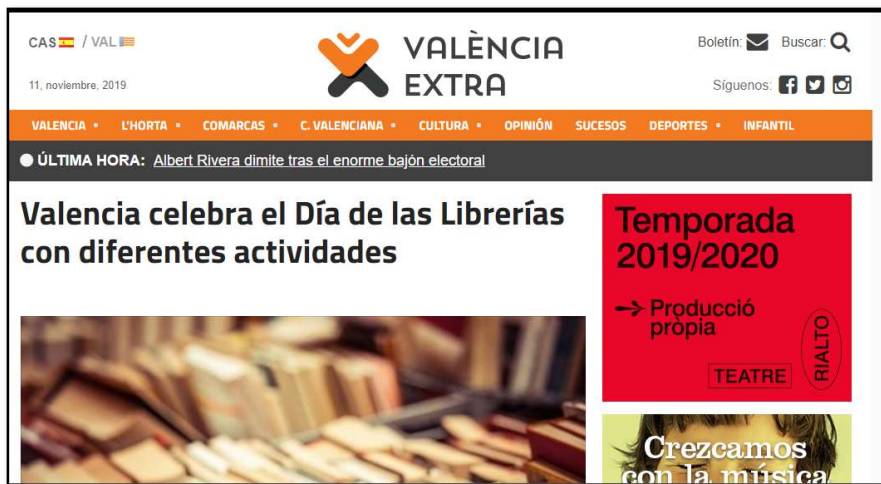 CAS / VAL
VALÈNCIA
EXTRA
Boletín: Buscar:
11, noviembre, 2019
Síguenos:
VALENCIA L'HORTA COMARCAS C. VALENCIANA CULTURA OPINIÓN SUCESOS DEPORTES INFANTIL
ÚLTIMA HORA: Albert Rivera dimite tras el enorme bajón electoral
Valencia celebra el Día de las Librerías
con diferentes actividades
Temporada
2019/2020
Producció
pròpia
TEATRE
RIALTO
Crezcamos
con la música